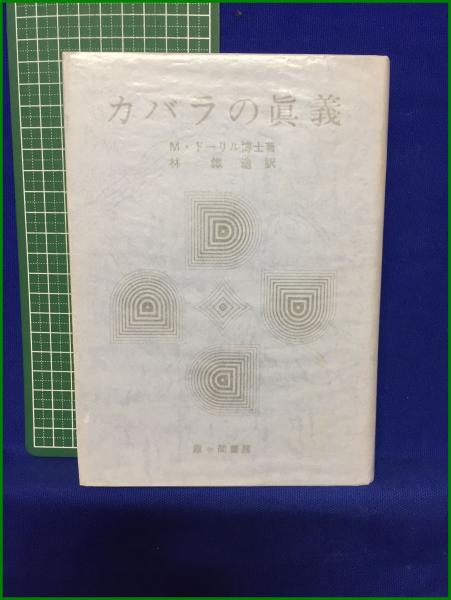 カバラの眞義
M・ドーリル博士著
林 鐵造訳
霞ヶ関書房